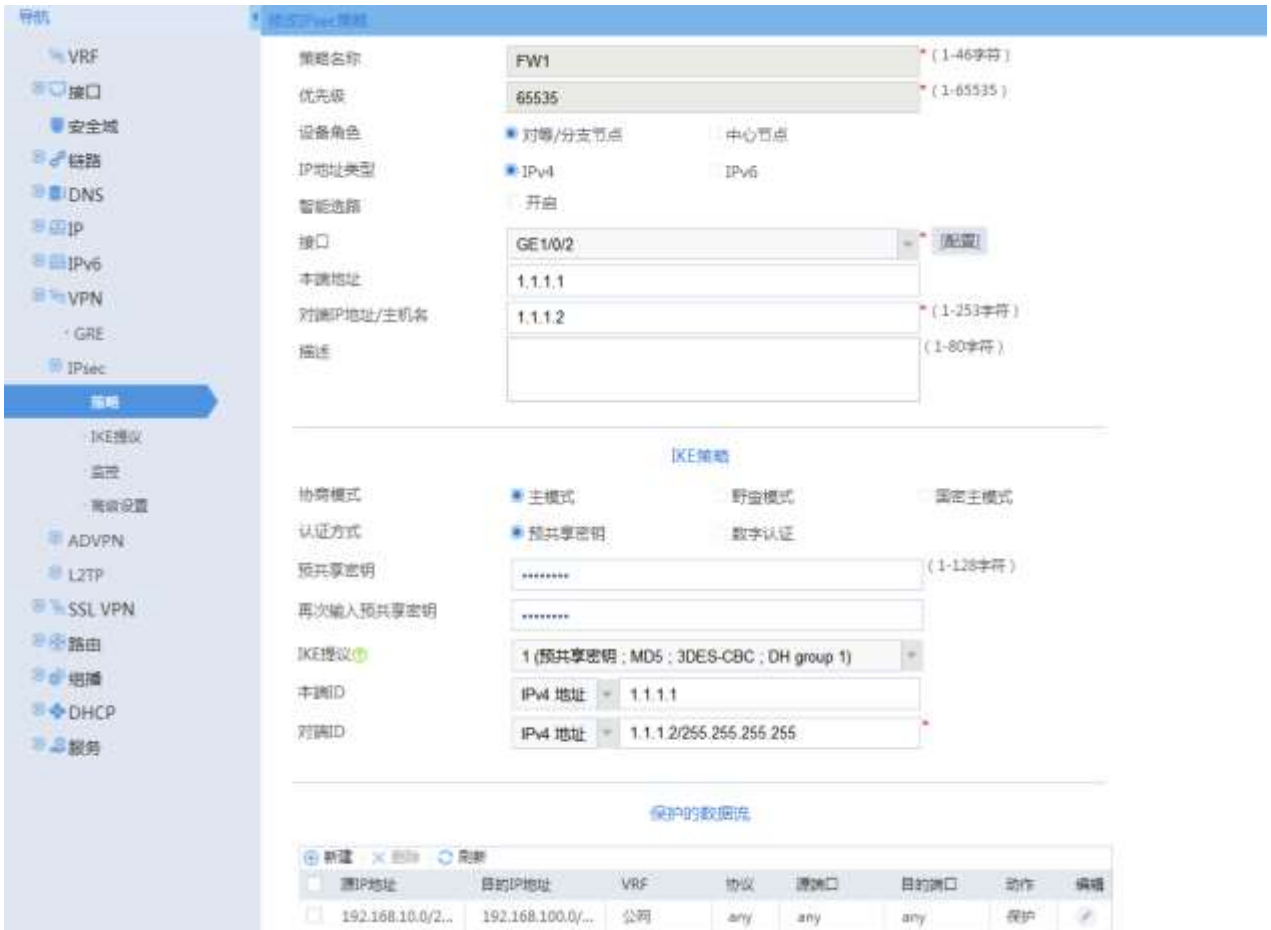 导航
修改IPsec策略
VRF
接口
安全域
链路
DNS
IP
IPv6
VPN
GRE
IPsec
策略
IKE提议
监控
高级设置
ADVPN
L2TP
SSL VPN
路由
组播
DHCP
服务
策略名称 FW1 * (1-46字符)
优先级 65535 * (1-65535)
设备角色 对等/分支节点 中心节点
IP地址类型 IPv4 IPv6
智能选路 开启
接口 GE1/0/2 * [配置]
本端地址 1.1.1.1
对端IP地址/主机名 1.1.1.2 * (1-253字符)
描述 (1-80字符)
IKE策略
协商模式 主模式 野蛮模式 国密主模式
认证方式 预共享密钥 数字认证
预共享密钥 •••••••• (1-128字符)
再次输入预共享密钥 ••••••••
IKE提议 1 (预共享密钥 ; MD5 ; 3DES-CBC ; DH group 1)
本端ID IPv4 地址 1.1.1.1
对端ID IPv4 地址 1.1.1.2/255.255.255.255 *
保护的数据流
新建 删除 刷新
源IP地址 目的IP地址 VRF 协议 源端口 目的端口 动作 编辑
192.168.10.0/2... 192.168.100.0/... 公网 any any any 保护